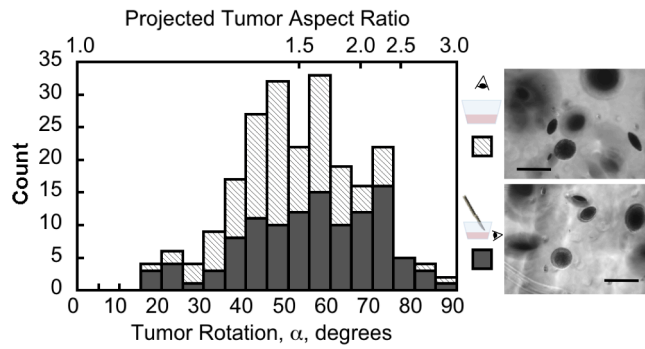 Projected Tumor Aspect Ratio
1.0 1.5 2.0 2.5 3.0
35
30
25
20
15
10
5
0
Count
0 10 20 30 40 50 60 70 80 90
Tumor Rotation, α, degrees